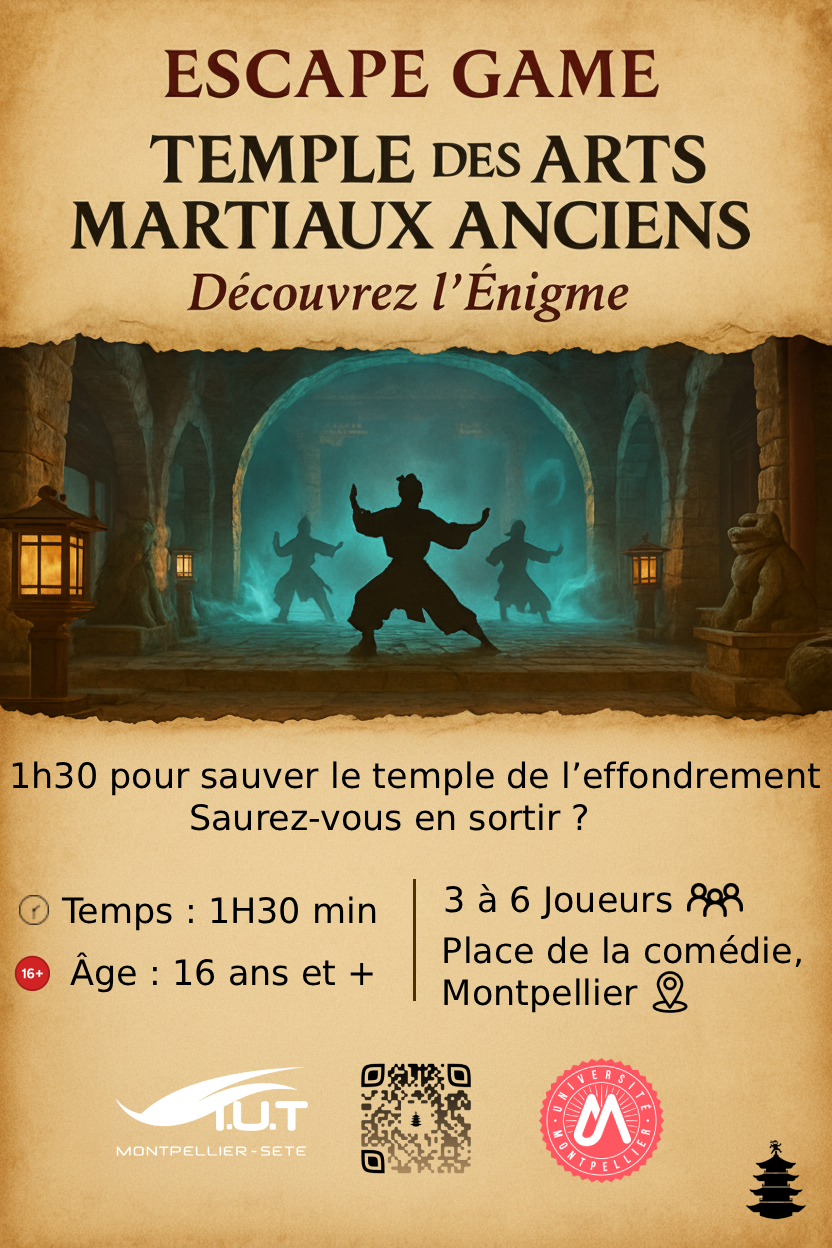 ESCAPE GAME
TEMPLE DES ARTS
MARTIAUX ANCIENS
Découvrez l’Énigme
1h30 pour sauver le temple de l’effondrement
Saurez-vous en sortir ?
Temps : 1H30 min
16+ Âge : 16 ans et +
3 à 6 Joueurs
Place de la comédie,
Montpellier
I.U.T
MONTPELLIER-SETE
UNIVERSITÉ
MONTPELLIER